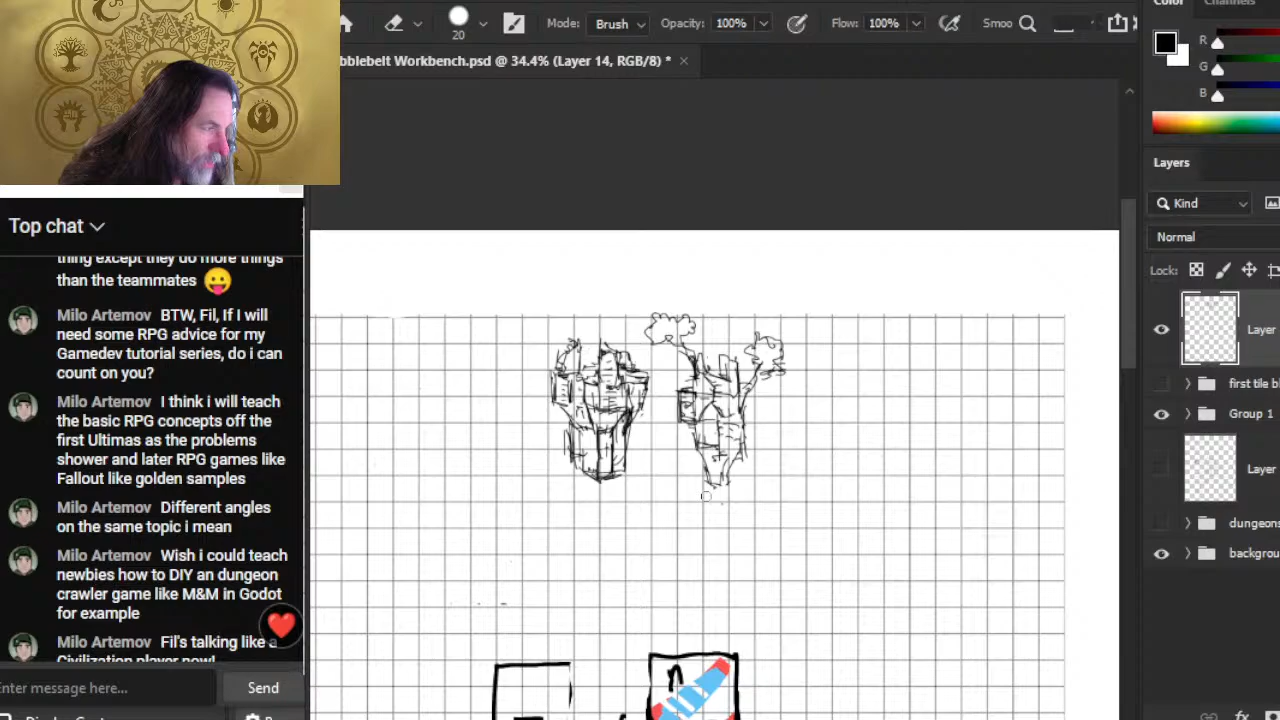 20
Mode:
Brush
Opacity:
100%
Flow:
100%
Smoo
bblebelt Workbench.psd @ 34.4% (Layer 14, RGB/8) *
Color
Channels
R
G
B
Layers
Kind
Normal
Lock:
Layer
first tile bl
Group 1
Layer
dungeons
backgrou
fx
Top chat
thing except they do more things
than the teammates
Milo Artemov BTW, Fil, If I will
need some RPG advice for my
Gamedev tutorial series, do i can
count on you?
Milo Artemov I think i will teach
the basic RPG concepts off the
first Ultimas as the problems
shower and later RPG games like
Fallout like golden samples
Milo Artemov Different angles
on the same topic i mean
Milo Artemov Wish i could teach
newbies how to DIY an dungeon
crawler game like M&M in Godot
for example
Milo Artemov Fil's talking like a
Civilization player now!
Enter message here...
Send